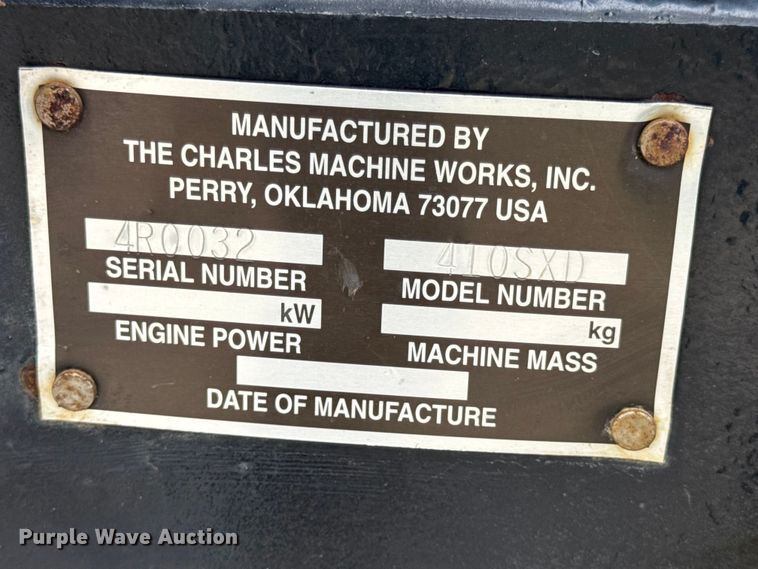 MANUFACTURED BY
THE CHARLES MACHINE WORKS, INC.
PERRY, OKLAHOMA 73077 USA
4R0032 410SXD
SERIAL NUMBER MODEL NUMBER
kW kg
ENGINE POWER MACHINE MASS
DATE OF MANUFACTURE
Purple Wave Auction